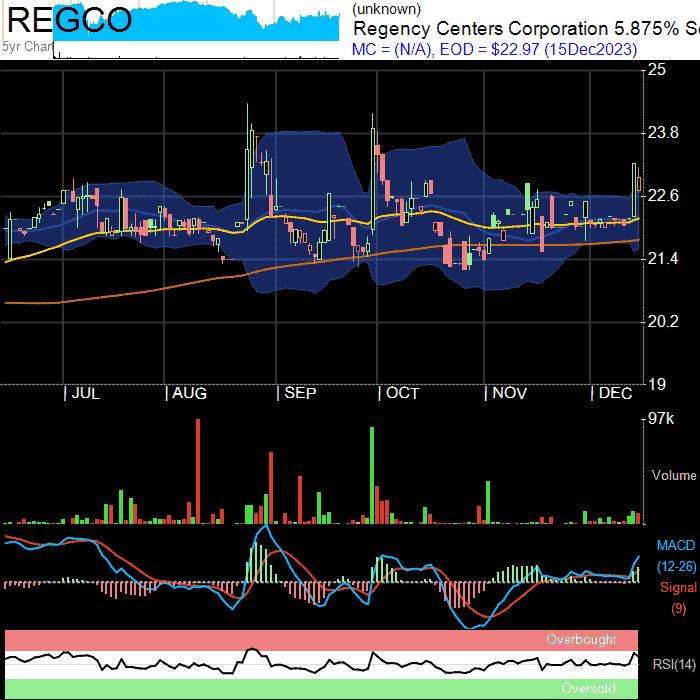 REGCO
5yr Chart
(unknown)
Regency Centers Corporation 5.875% Se
MC = (N/A), EOD = $22.97 (15Dec2023)
25
23.8
22.6
21.4
20.2
19
JUL AUG SEP OCT NOV DEC
97k
Volume
MACD
(12-26)
Signal
(9)
Overbought
RSI(14)
Oversold